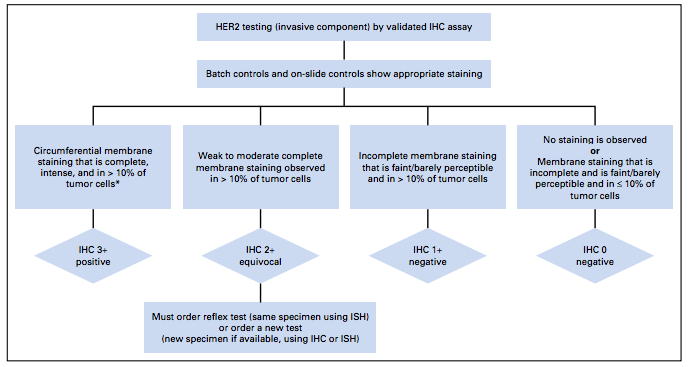 HER2 testing (invasive component) by validated IHC assay
Batch controls and on-slide controls show appropriate staining
Circumferential membrane
staining that is complete,
intense, and in > 10% of
tumor cells*
Weak to moderate complete
membrane staining observed
in > 10% of tumor cells
Incomplete membrane staining
that is faint/barely perceptible
and in > 10% of tumor cells
No staining is observed
or
Membrane staining that is
incomplete and is faint/barely
perceptible and in ≤ 10% of
tumor cells
IHC 3+
positive
IHC 2+
equivocal
IHC 1+
negative
IHC 0
negative
Must order reflex test (same specimen using ISH)
or order a new test
(new specimen if available, using IHC or ISH)